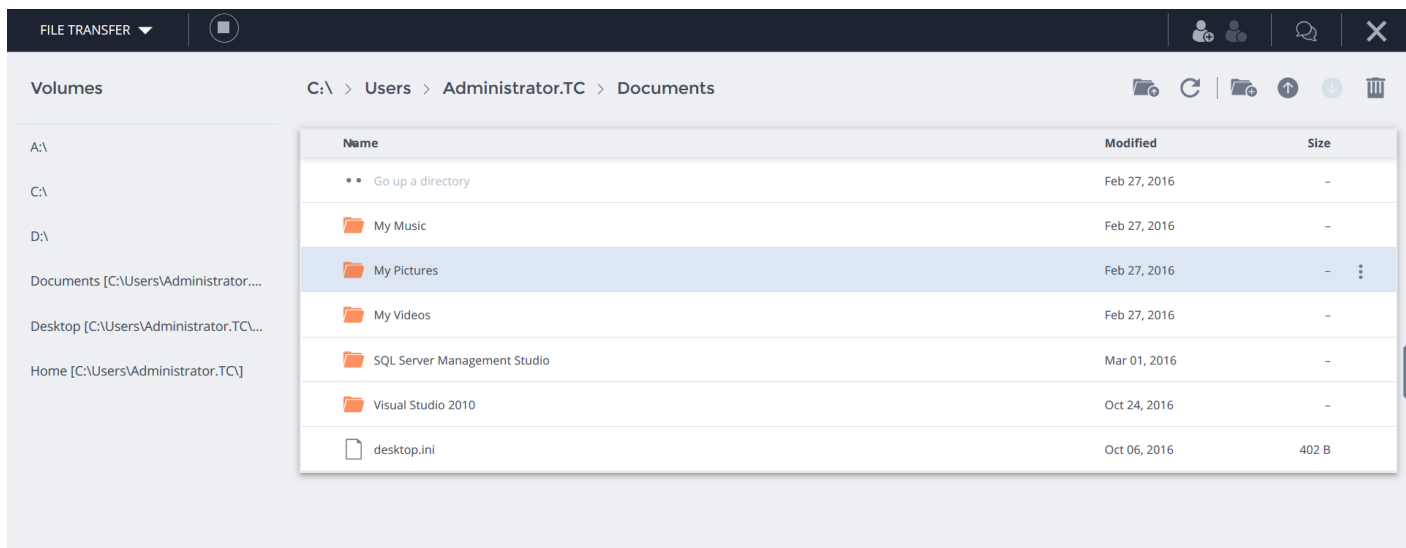 FILE TRANSFER
Volumes
C:\ > Users > Administrator.TC > Documents
Name Modified Size
A:\
C:\
D:\
Documents [C:\Users\Administrator....
Desktop [C:\Users\Administrator.TC\...
Home [C:\Users\Administrator.TC\]
Go up a directory Feb 27, 2016 –
My Music Feb 27, 2016 –
My Pictures Feb 27, 2016 –
My Videos Feb 27, 2016 –
SQL Server Management Studio Mar 01, 2016 –
Visual Studio 2010 Oct 24, 2016 –
desktop.ini Oct 06, 2016 402 B